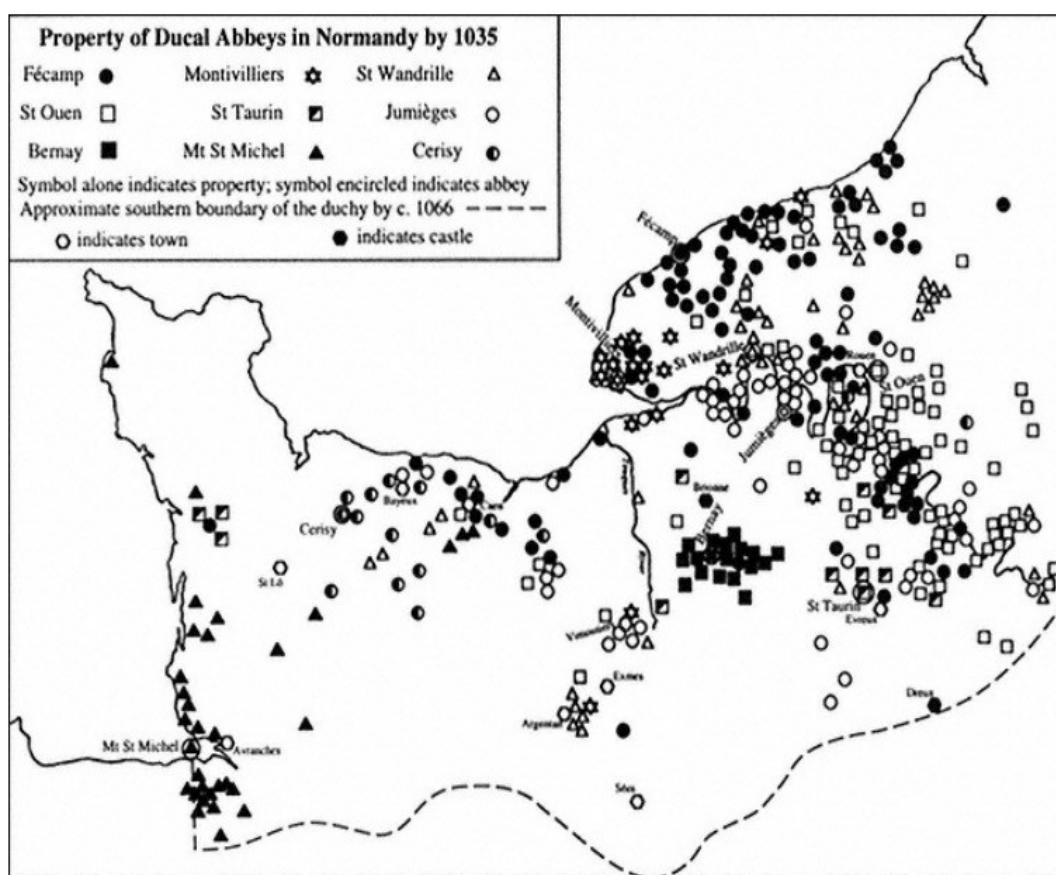 Property of Ducal Abbeys in Normandy by 1035
Fécamp Montivilliers St Wandrille
St Ouen St Taurin Jumièges
Bernay Mt St Michel Cerisy
Symbol alone indicates property; symbol encircled indicates abbey
Approximate southern boundary of the duchy by c. 1066
indicates town indicates castle
Fécamp
Montivilliers
St Wandrille
Rouen
St Ouen
Jumièges
Brionne
Bernay
Bayeux
Caen
Cerisy
St Lô
St Taurin
Evreux
Exmes
Dreux
Argentan
Mt St Michel
Avranches
Sées